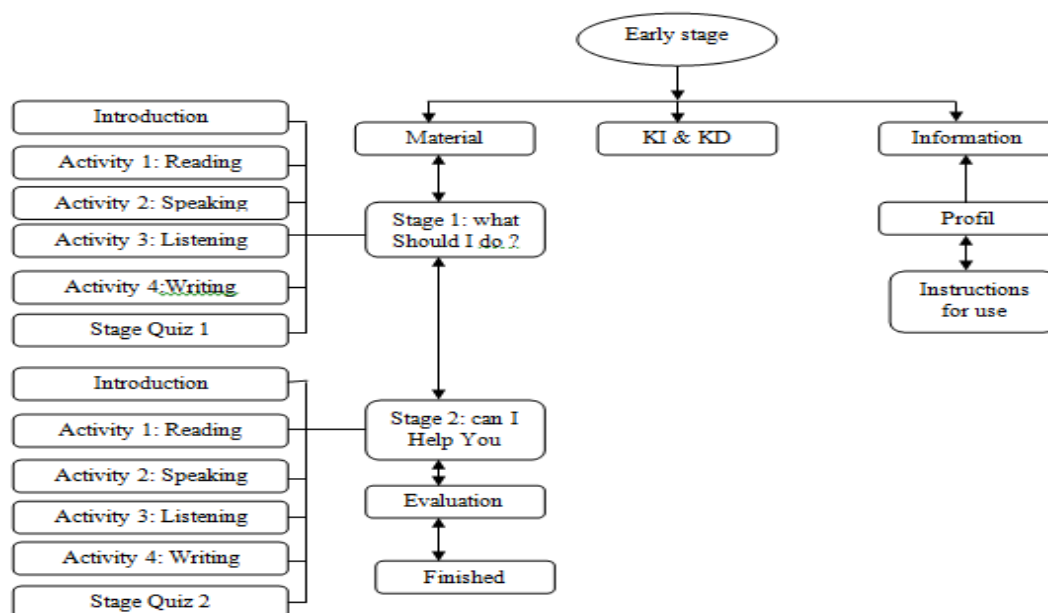 Early stage
Material
KI & KD
Information
Introduction
Activity 1: Reading
Activity 2: Speaking
Activity 3: Listening
Activity 4:Writing
Stage Quiz 1
Stage 1: what
Should I do ?
Profil
Instructions
for use
Introduction
Activity 1: Reading
Activity 2: Speaking
Activity 3: Listening
Activity 4: Writing
Stage Quiz 2
Stage 2: can I
Help You
Evaluation
Finished